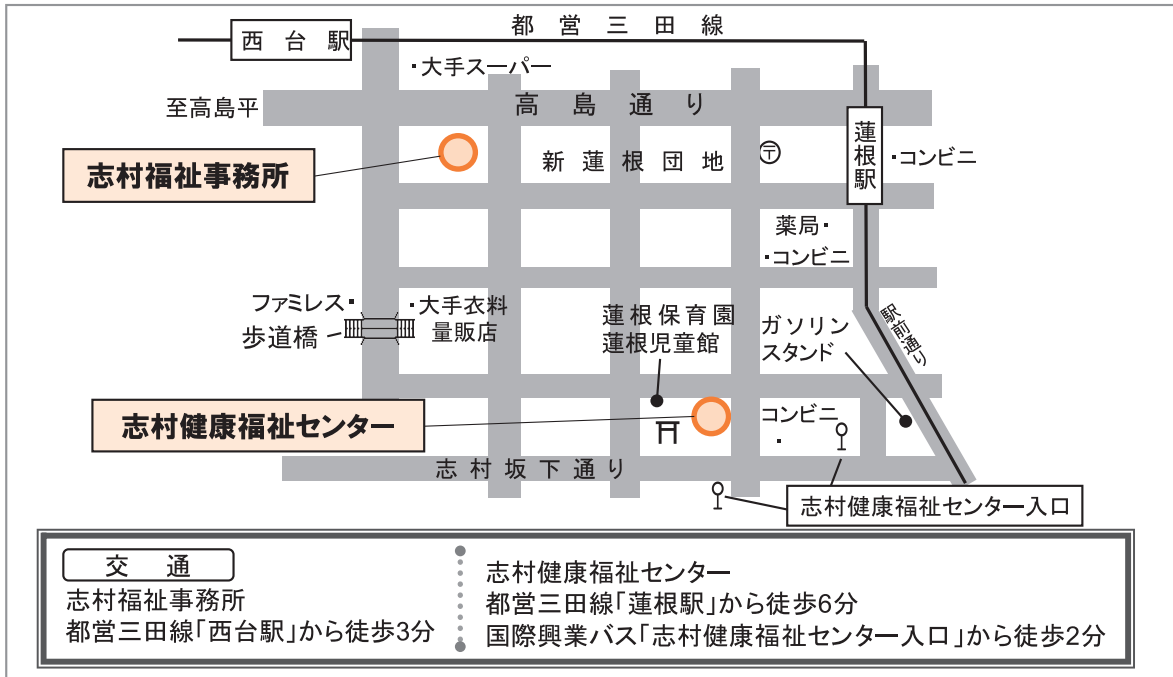 西台駅
都営三田線
・大手スーパー
至高島平
高島通り
蓮根駅
・コンビニ
志村福祉事務所
新蓮根団地
〒
薬局・
・コンビニ
ファミレス・
歩道橋
・大手衣料
量販店
蓮根保育園
蓮根児童館
ガソリン
スタンド
駅前通り
志村健康福祉センター
コンビニ
・
志村坂下通り
志村健康福祉センター入口
交通
志村福祉事務所
都営三田線「西台駅」から徒歩3分
志村健康福祉センター
都営三田線「蓮根駅」から徒歩6分
国際興業バス「志村健康福祉センター入口」から徒歩2分